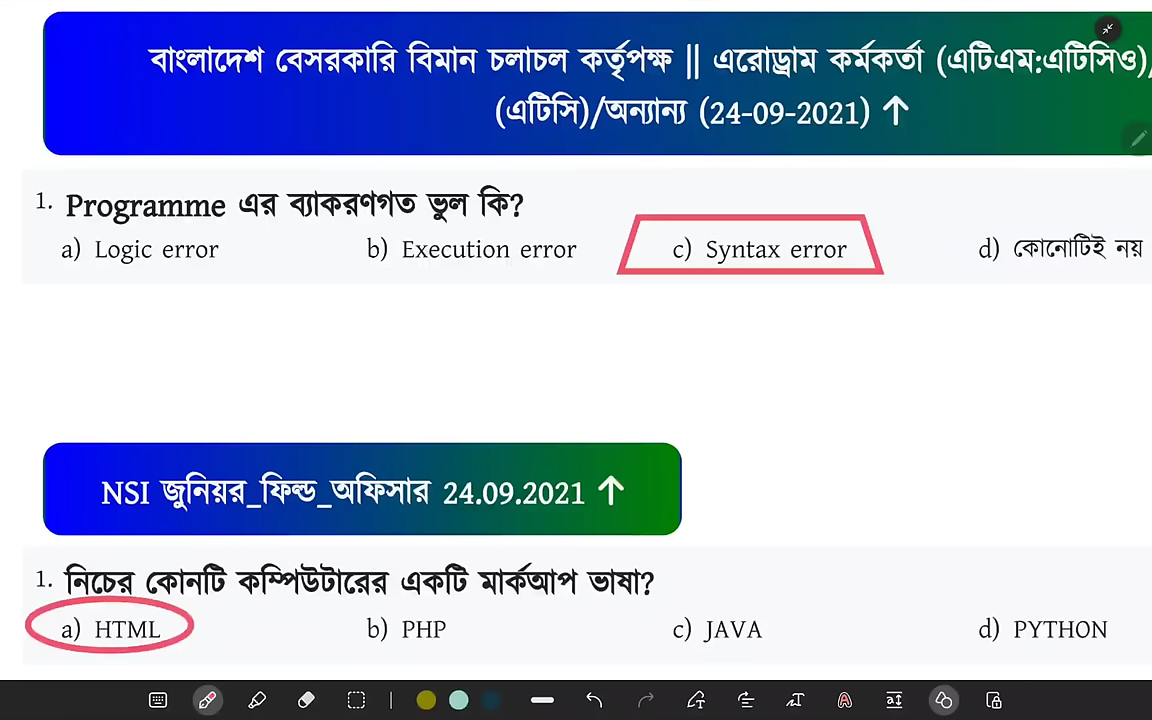 বাংলাদেশ বেসরকারি বিমান চলাচল কর্তৃপক্ষ || এরোড্রাম কর্মকর্তা (এটিএম:এটিসিও)/
(এটিসি)/অন্যান্য (24-09-2021) ↑
1. Programme এর ব্যাকরণগত ভুল কি?
a) Logic error b) Execution error c) Syntax error d) কোনোটিই নয়
NSI জুনিয়র_ফিল্ড_অফিসার 24.09.2021 ↑
1. নিচের কোনটি কম্পিউটারের একটি মার্কআপ ভাষা?
a) HTML b) PHP c) JAVA d) PYTHON